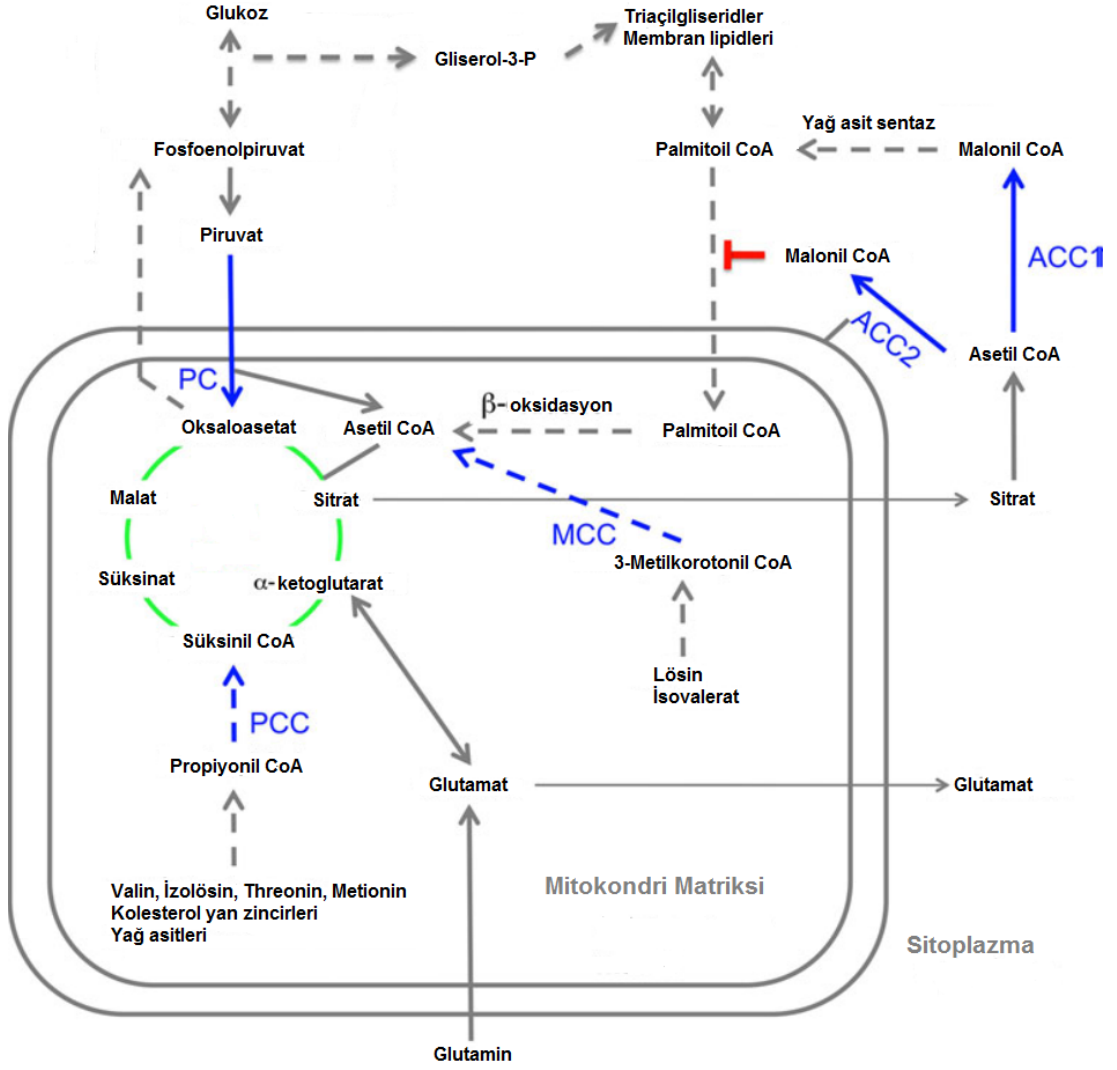 Glukoz
Gliserol-3-P
Triaçilgliseridler
Membran lipidleri
Fosfoenolpiruvat
Palmitoil CoA
Yağ asit sentaz
Malonil CoA
Piruvat
Malonil CoA
ACC1
ACC2
Asetil CoA
PC
Oksaloasetat
Asetil CoA
β-oksidasyon
Palmitoil CoA
Malat
Sitrat
Sitrat
MCC
3-Metilkorotonil CoA
Süksinat
α-ketoglutarat
Süksinil CoA
Lösin
İsovalerat
PCC
Propiyonil CoA
Glutamat
Glutamat
Valin, İzolösin, Threonin, Metionin
Kolesterol yan zincirleri
Yağ asitleri
Mitokondri Matriksi
Sitoplazma
Glutamin